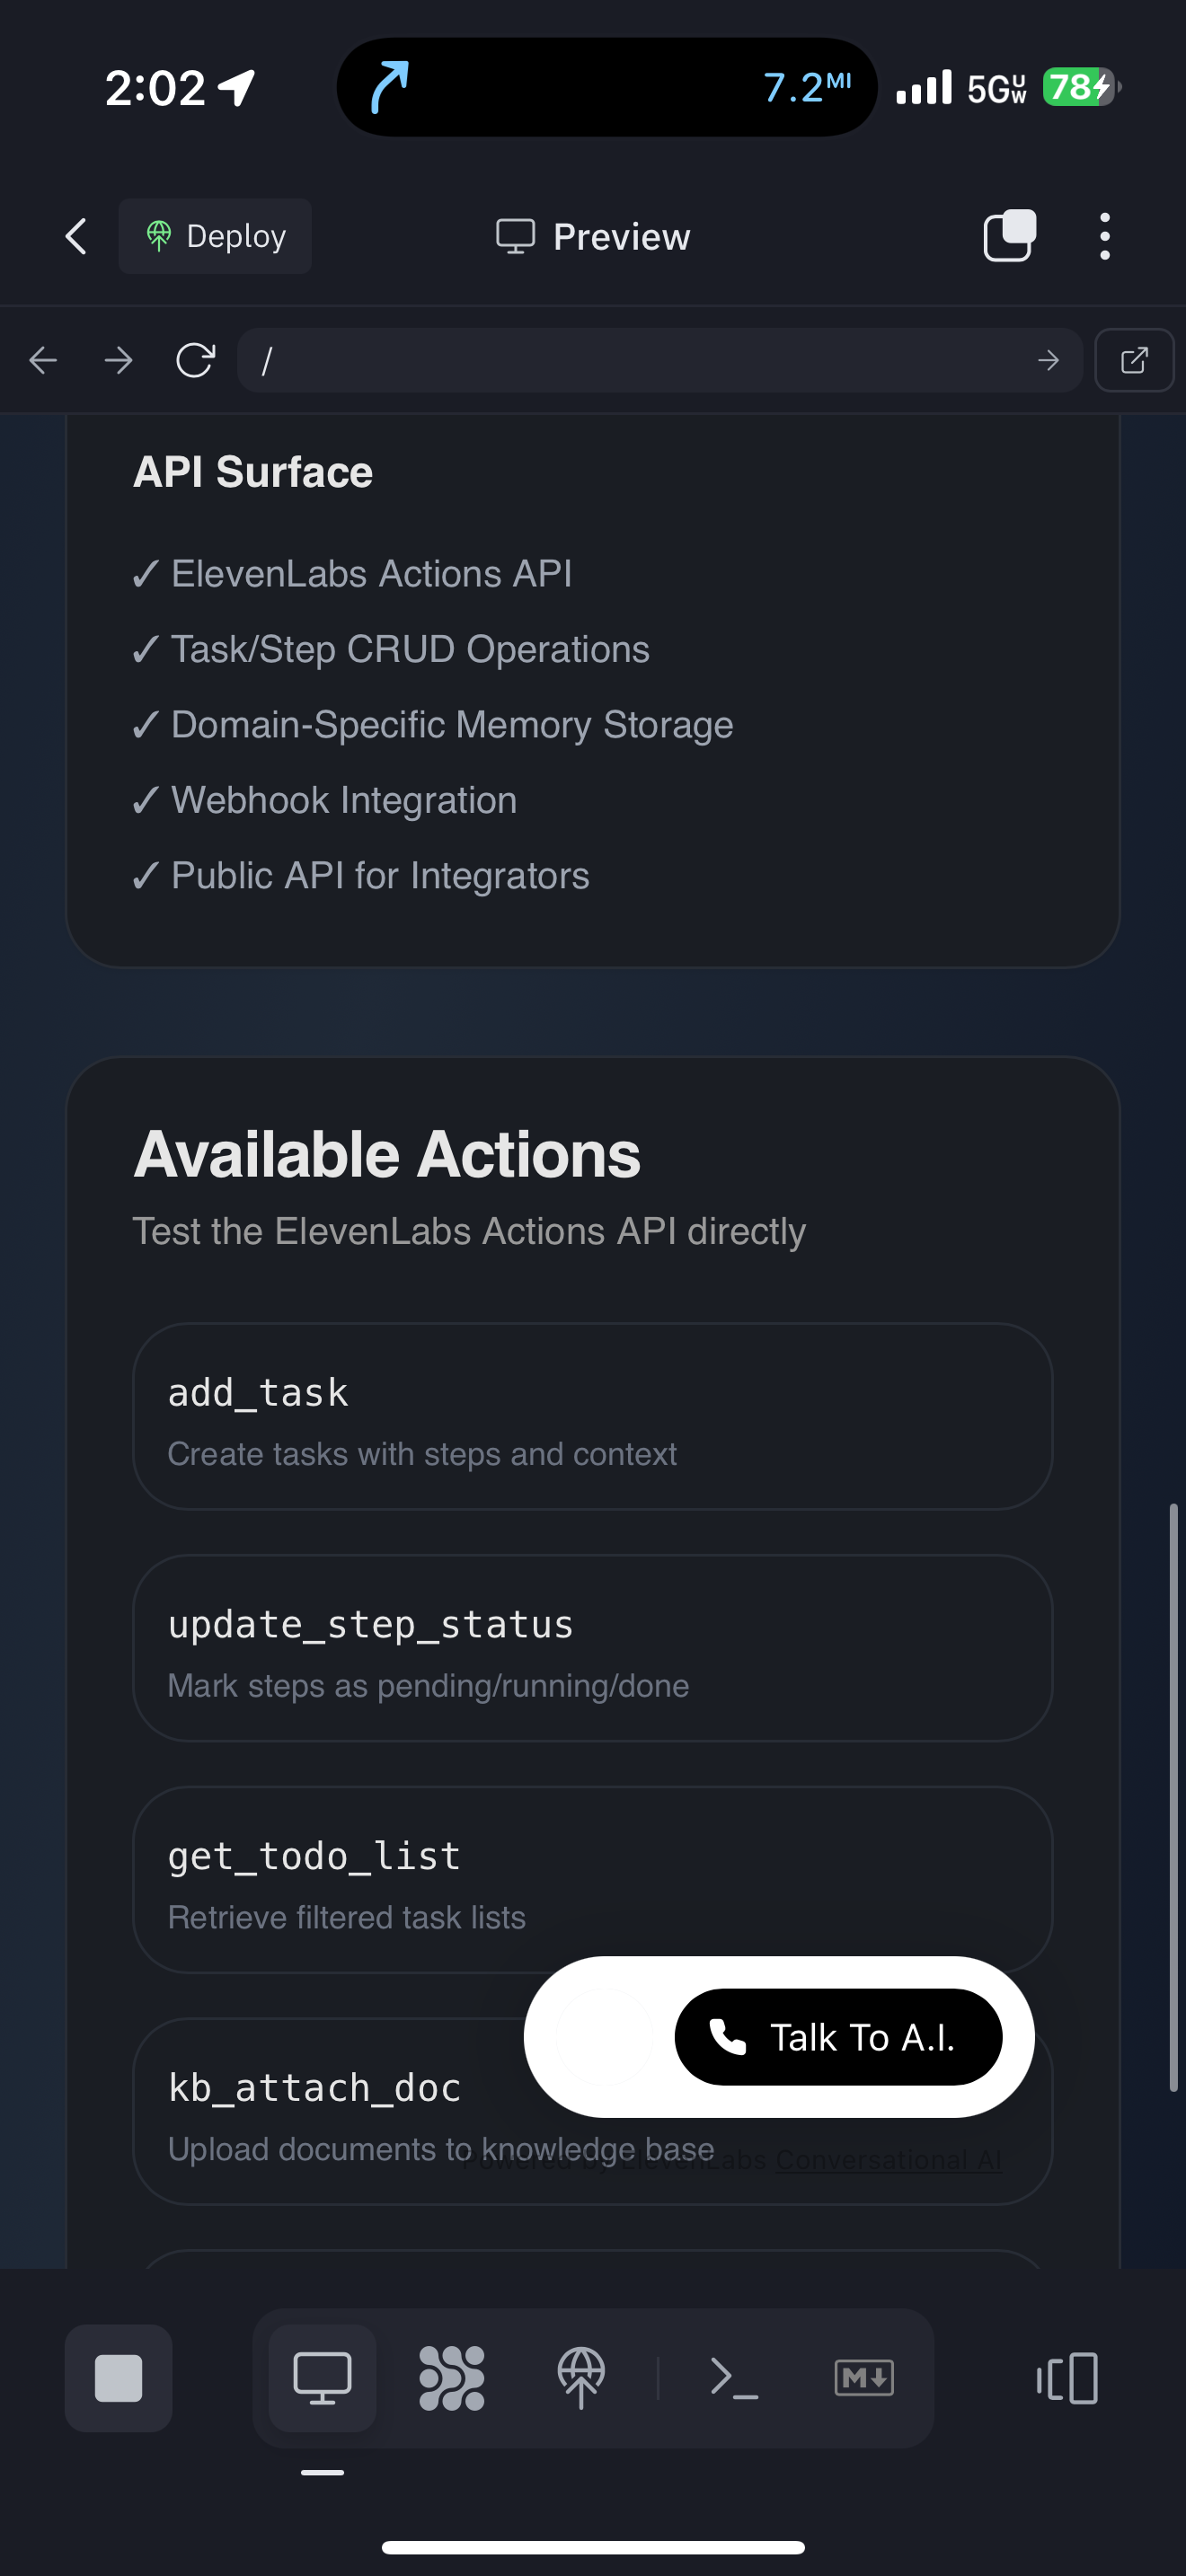 2:02
7.2MI
5GUW
78
Deploy
Preview
/
API Surface
✓ ElevenLabs Actions API
✓ Task/Step CRUD Operations
✓ Domain-Specific Memory Storage
✓ Webhook Integration
✓ Public API for Integrators
Available Actions
Test the ElevenLabs Actions API directly
add_task
Create tasks with steps and context
update_step_status
Mark steps as pending/running/done
get_todo_list
Retrieve filtered task lists
Talk To A.I.
kb_attach_doc
Upload documents to knowledge base
Powered by ElevenLabs Conversational AI
M